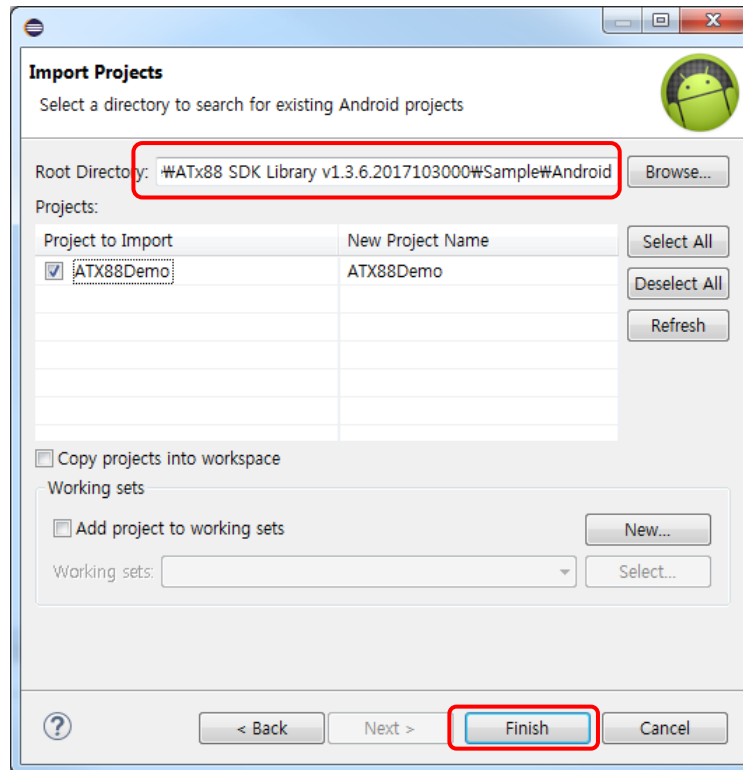 Import Projects
Select a directory to search for existing Android projects
Root Directory: ₩ATx88 SDK Library v1.3.6.2017103000₩Sample₩Android Browse...
Projects:
Project to Import New Project Name Select All
ATX88Demo ATX88Demo
Deselect All
Refresh
Copy projects into workspace
Working sets
Add project to working sets New...
Working sets: Select...
? < Back Next > Finish Cancel